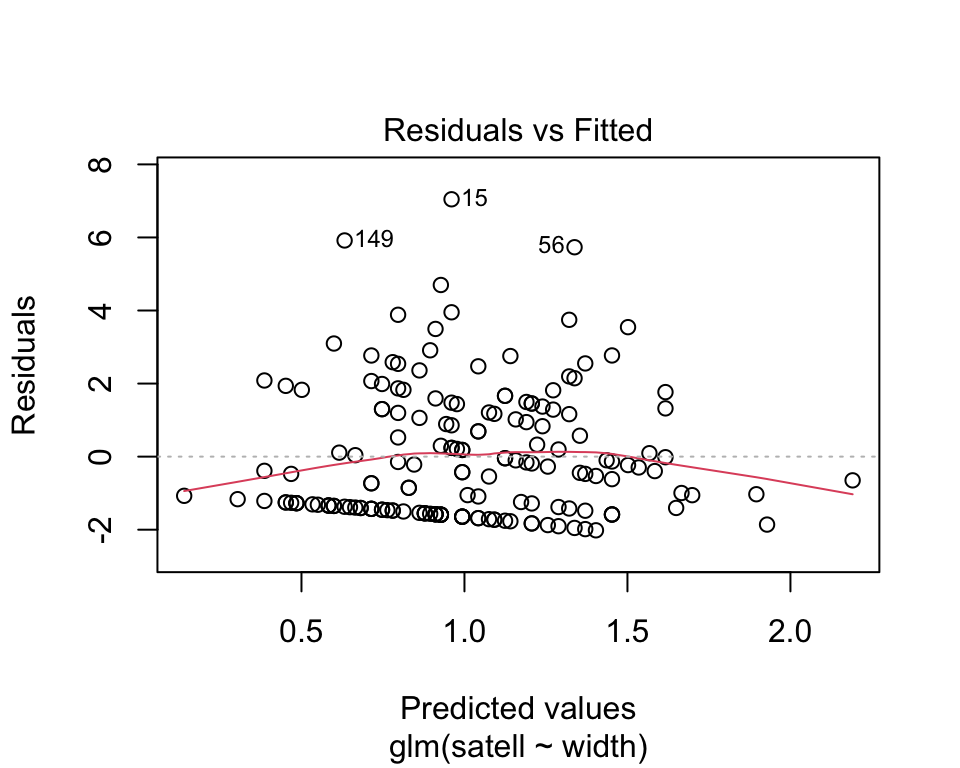 Residuals vs Fitted
8
6
4
2
0
-2
Residuals
15
149
56
0.5 1.0 1.5 2.0
Predicted values
glm(satell ~ width)